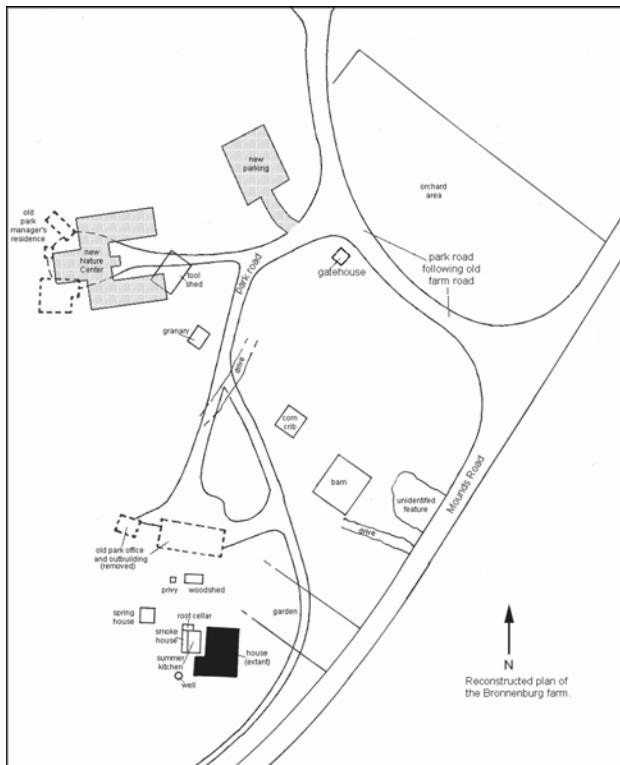 new
parking
orchard
area
old
park
manager's
residence
new
Nature
Center
tool
shed
park road
gatehouse
park road
following old
farm road
granary
drive
corn
crib
barn
unidentifed
feature
Mounds Road
drive
old park office
and outbuilding
(removed)
privy
woodshed
garden
spring
house
root cellar
smoke
house
summer
kitchen
house
(extant)
well
N
Reconstructed plan of
the Bronnenburg farm.